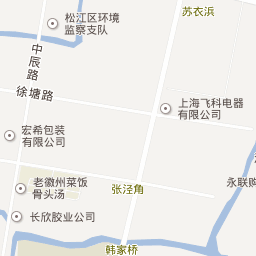 苏衣浜
松江区环境
监察支队
中辰路
徐塘路
上海飞科电器
有限公司
宏希包装
有限公司
永联购
老徽州菜饭
骨头汤
张泾角
长欣胶业公司
韩家桥